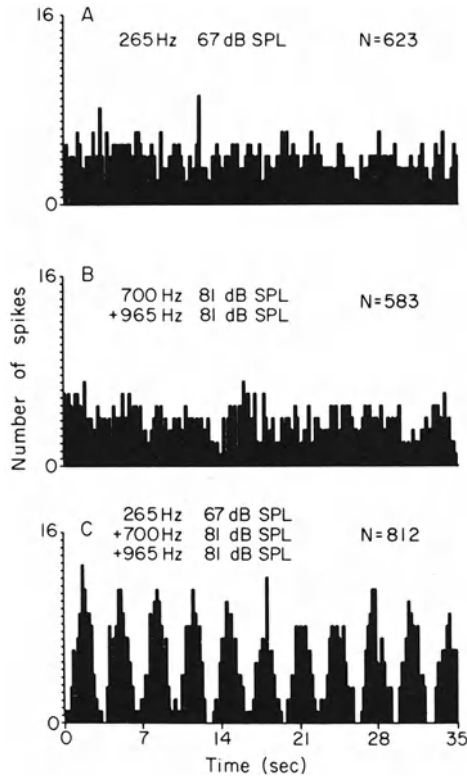 16
A
265 Hz 67 dB SPL N=623
0
16
B
700 Hz 81 dB SPL N=583
+965 Hz 81 dB SPL
0
Number of spikes
16
C
265 Hz 67 dB SPL
+700 Hz 81 dB SPL N=812
+965 Hz 81 dB SPL
0
0 7 14 21 28 35
Time (sec)